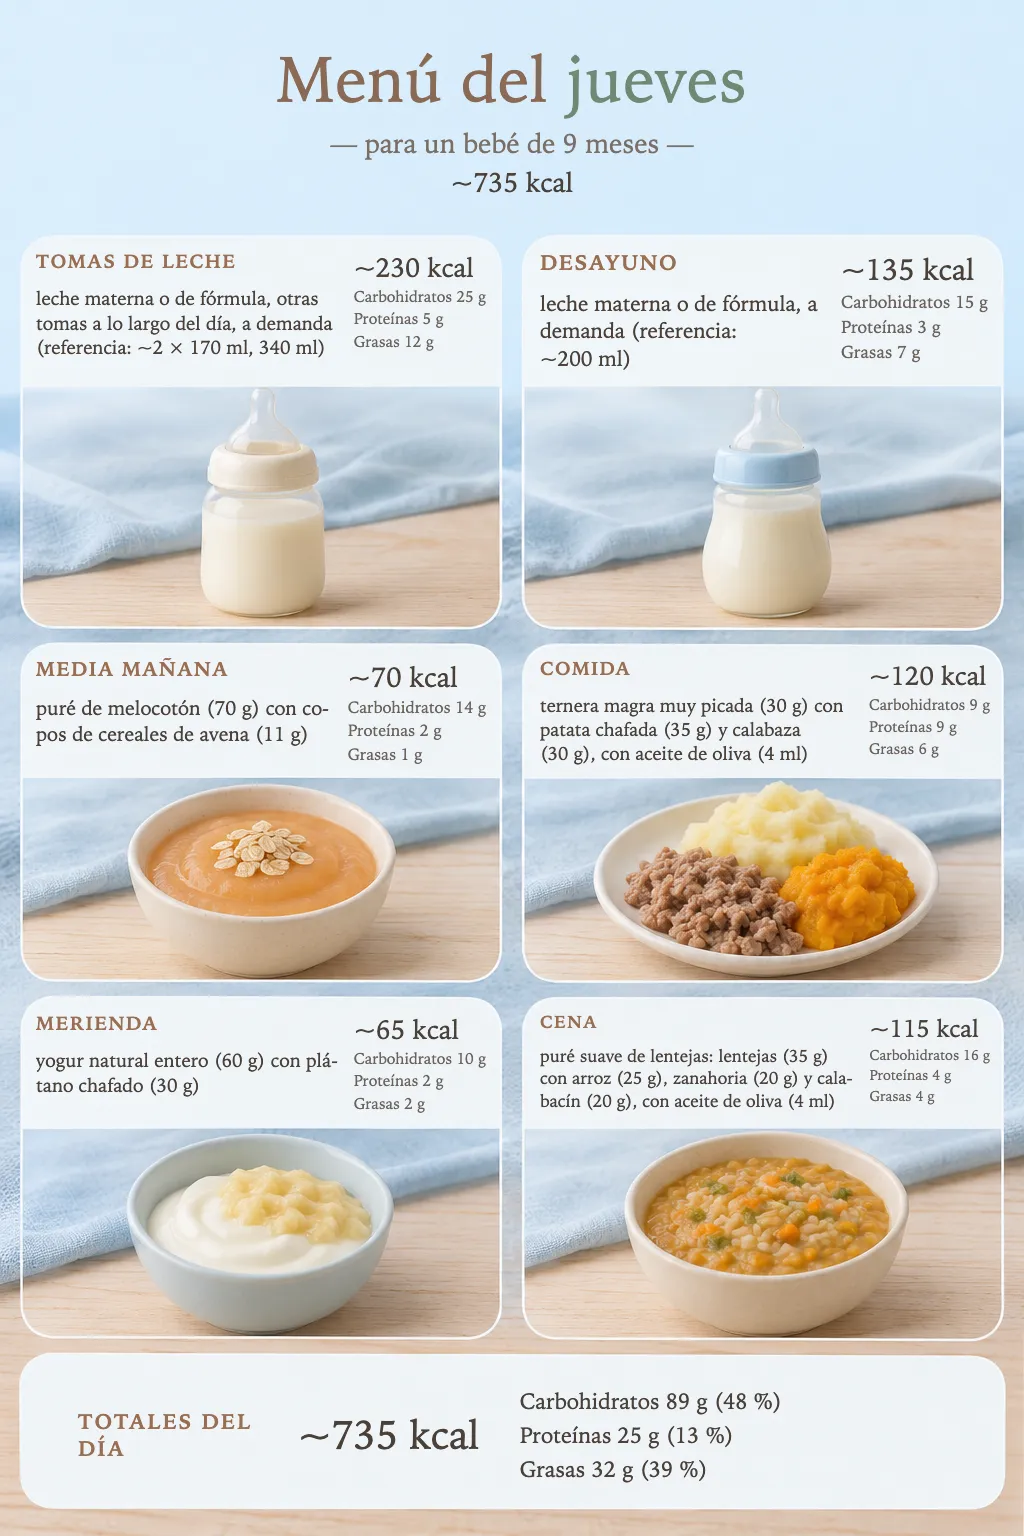 Menú del jueves
— para un bebé de 9 meses —
~735 kcal
TOMAS DE LECHE
leche materna o de fórmula, otras
tomas a lo largo del día, a demanda
(referencia: ~2 × 170 ml, 340 ml)
~230 kcal
Carbohidratos 25 g
Proteínas 5 g
Grasas 12 g
DESAYUNO
leche materna o de fórmula, a
demanda (referencia:
~200 ml)
~135 kcal
Carbohidratos 15 g
Proteínas 3 g
Grasas 7 g
MEDIA MAÑANA
puré de melocotón (70 g) con co-
pos de cereales de avena (11 g)
~70 kcal
Carbohidratos 14 g
Proteínas 2 g
Grasas 1 g
COMIDA
ternera magra muy picada (30 g) con
patata chafada (35 g) y calabaza
(30 g), con aceite de oliva (4 ml)
~120 kcal
Carbohidratos 9 g
Proteínas 9 g
Grasas 6 g
MERIENDA
yogur natural entero (60 g) con plá-
tano chafado (30 g)
~65 kcal
Carbohidratos 10 g
Proteínas 2 g
Grasas 2 g
CENA
puré suave de lentejas: lentejas (35 g)
con arroz (25 g), zanahoria (20 g) y cala-
bacín (20 g), con aceite de oliva (4 ml)
~115 kcal
Carbohidratos 16 g
Proteínas 4 g
Grasas 4 g
TOTALES DEL
DÍA
~735 kcal
Carbohidratos 89 g (48 %)
Proteínas 25 g (13 %)
Grasas 32 g (39 %)